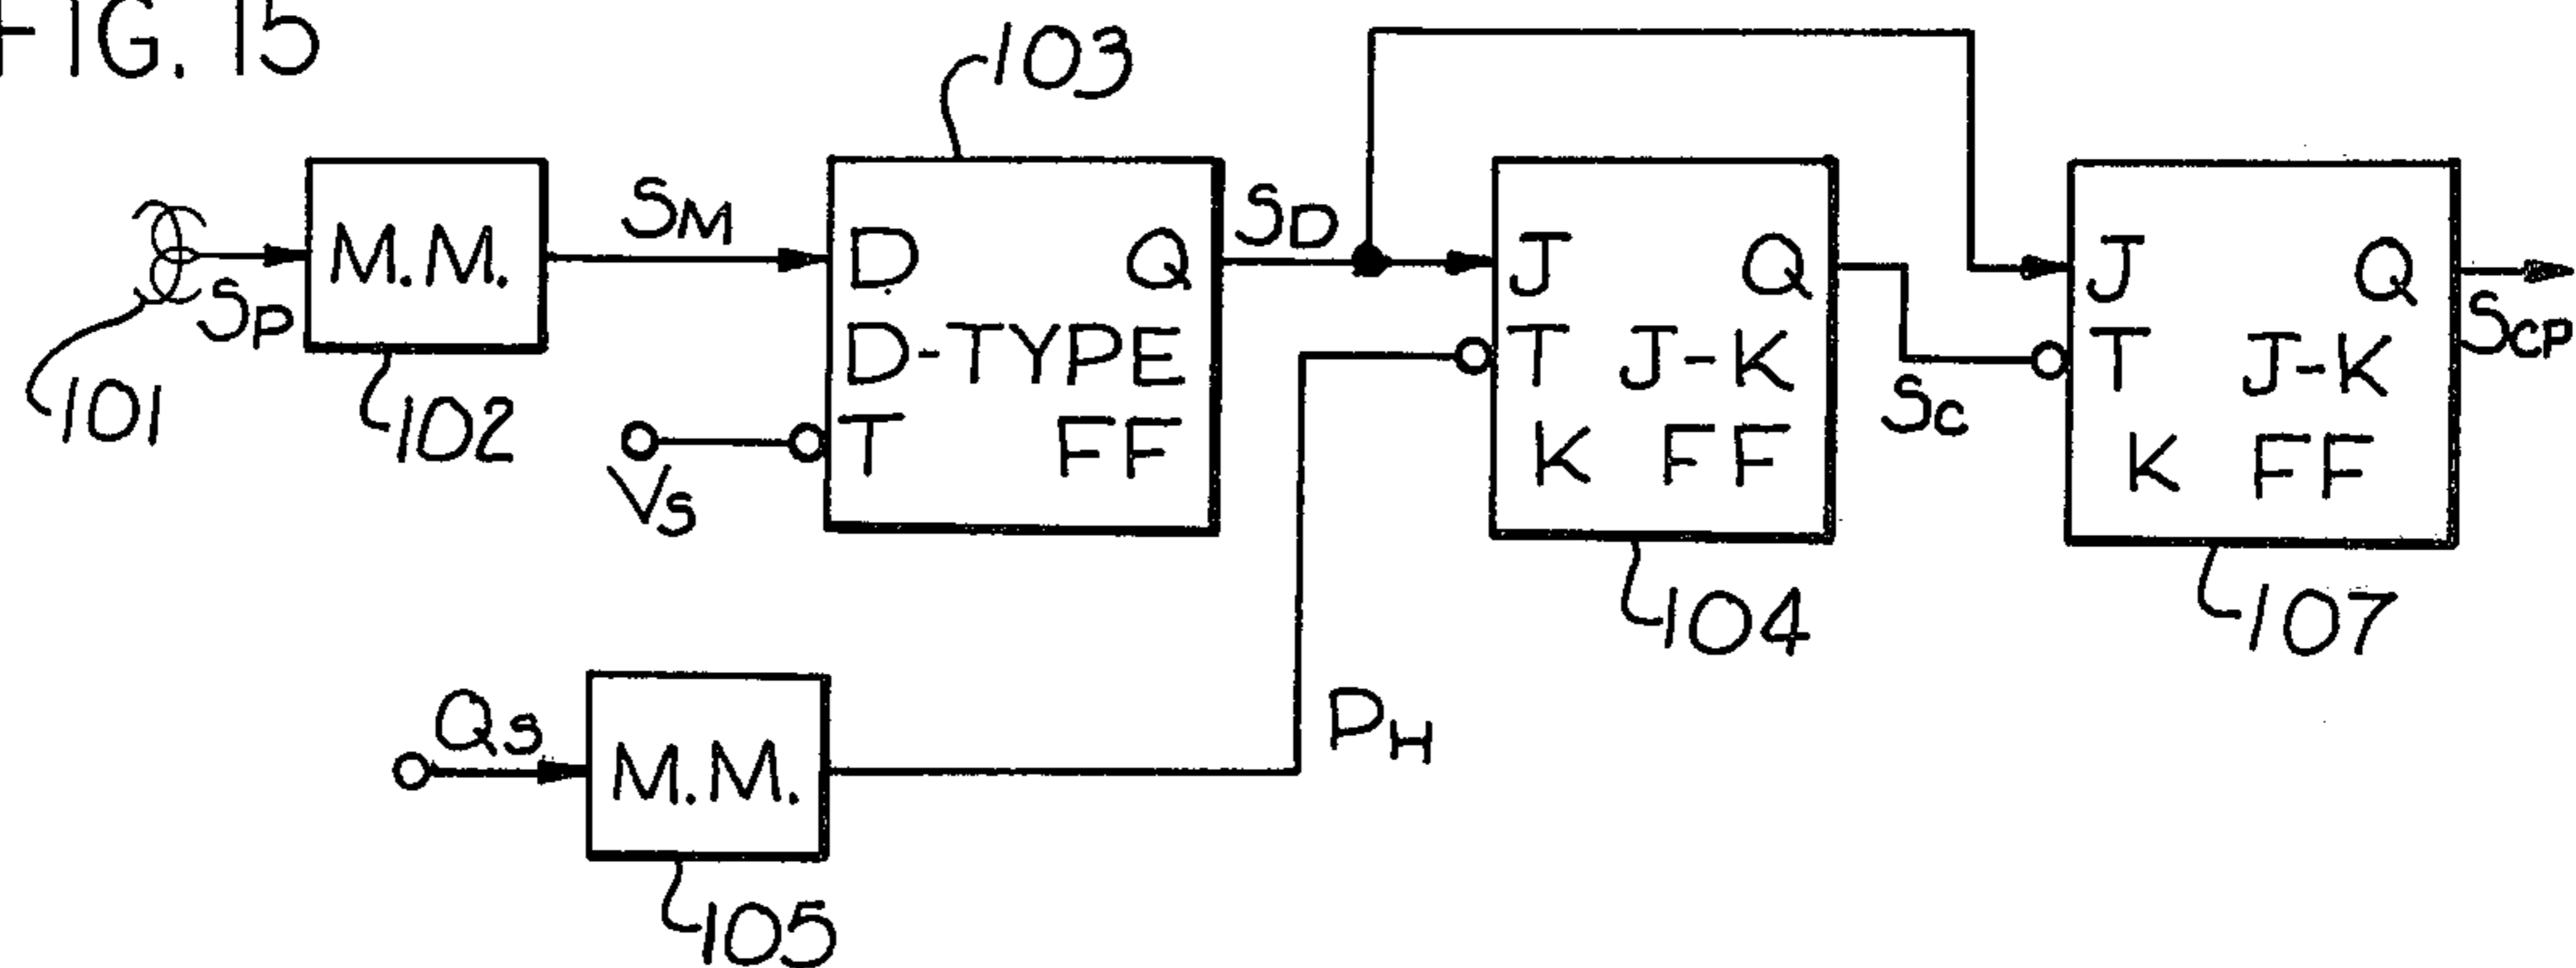 FIG. 15
103
M.M.
SM
D Q
SD
J Q
J Q
SP
D-TYPE
T J-K
T J-K
SCP
101
102
VS
T FF
K FF
SC
K FF
104
107
QS
M.M.
PH
105